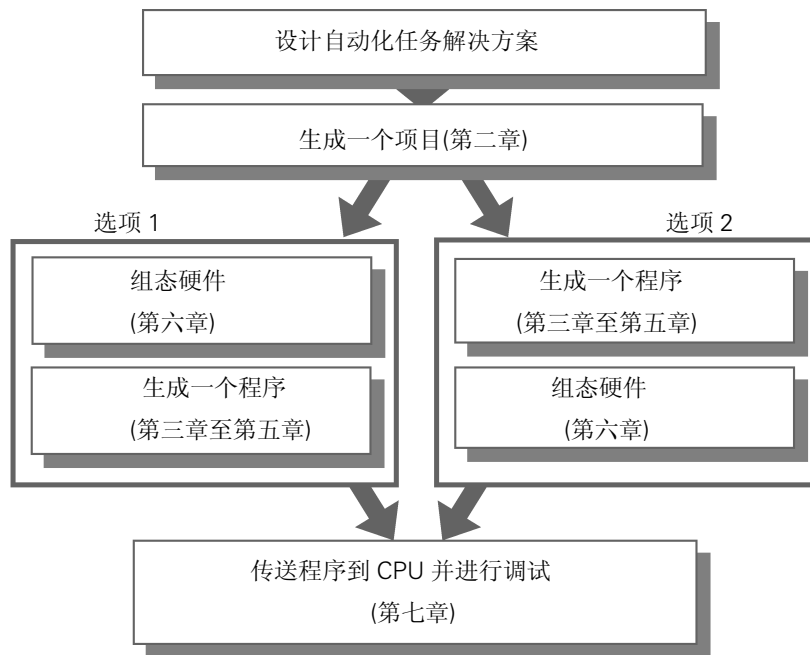 设计自动化任务解决方案
生成一个项目(第二章)
选项 1
组态硬件
(第六章)
生成一个程序
(第三章至第五章)
选项 2
生成一个程序
(第三章至第五章)
组态硬件
(第六章)
传送程序到 CPU 并进行调试
(第七章)